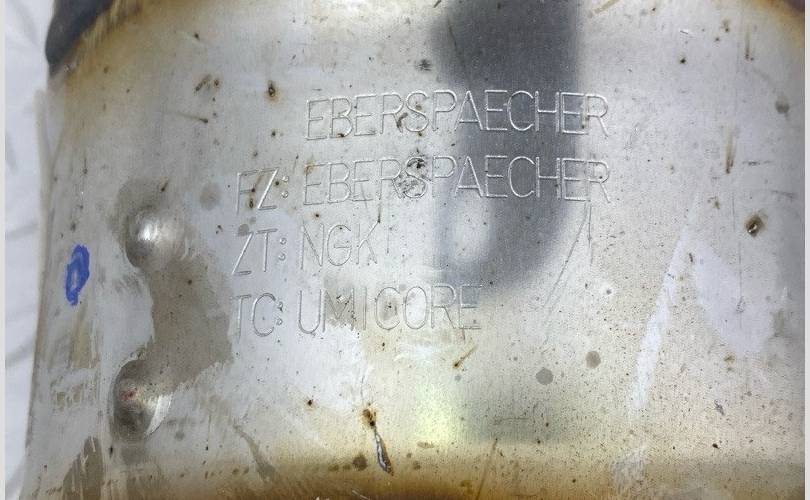 EBERSPAECHER
FZ: EBERSPAECHER
ZT: NGK
TC: UMICORE